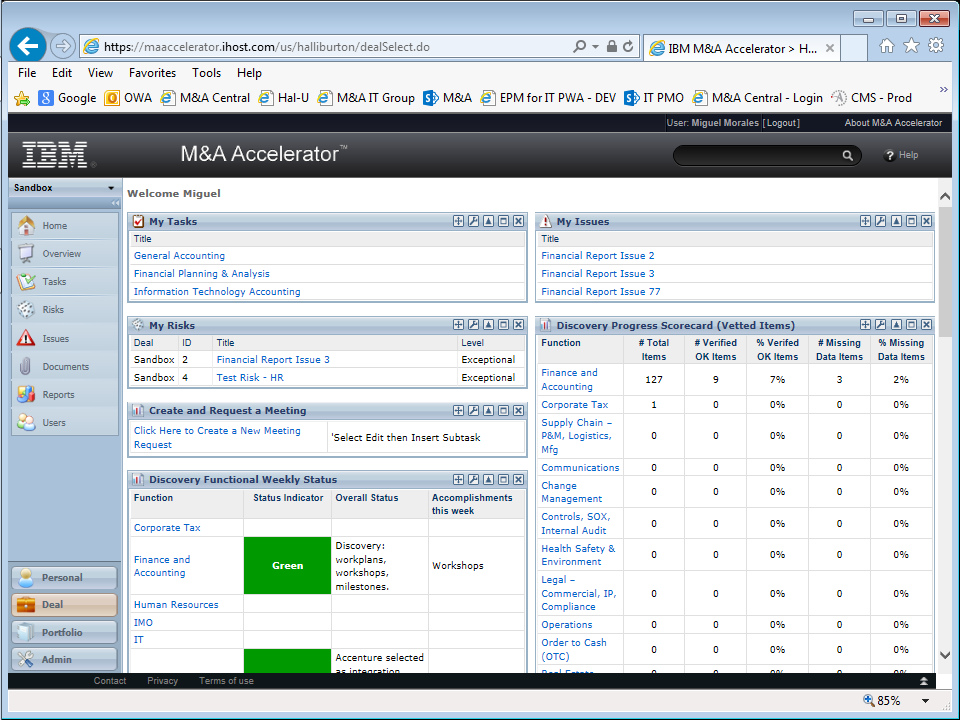 https://maaccelerator.ihost.com/us/halliburton/dealSelect.do
IBM M&A Accelerator > H...
File Edit View Favorites Tools Help
Google OWA M&A Central Hal-U M&A IT Group M&A EPM for IT PWA - DEV IT PMO M&A Central - Login CMS - Prod
User: Miguel Morales [Logout] About M&A Accelerator
IBM. M&A Accelerator™ Help
Sandbox
Welcome Miguel
Home
Overview
Tasks
Risks
Issues
Documents
Reports
Users
Personal
Deal
Portfolio
Admin
My Tasks
Title
General Accounting
Financial Planning & Analysis
Information Technology Accounting
My Issues
Title
Financial Report Issue 2
Financial Report Issue 3
Financial Report Issue 77
My Risks
Deal ID Title Level
Sandbox 2 Financial Report Issue 3 Exceptional
Sandbox 4 Test Risk - HR Exceptional
Create and Request a Meeting
Click Here to Create a New Meeting
Request
'Select Edit then Insert Subtask
Discovery Functional Weekly Status
Function Status Indicator Overall Status Accomplishments
this week
Corporate Tax
Finance and
Accounting
Green
Discovery:
workplans,
workshops,
milestones.
Workshops
Human Resources
IMO
IT
Accenture selected
as integration
Discovery Progress Scorecard (Vetted Items)
Function # Total # Verified % Verifed # Missing % Missing
Items OK Items OK Items Data Items Data Items
Finance and
Accounting
127 9 7% 3 2%
Corporate Tax 1 0 0% 0 0%
Supply Chain –
P&M, Logistics,
Mfg
0 0 0% 0 0%
Communications 0 0 0% 0 0%
Change
Management
0 0 0% 0 0%
Controls, SOX,
Internal Audit
0 0 0% 0 0%
Health Safety &
Environment
0 0 0% 0 0%
Legal –
Commercial, IP,
Compliance
0 0 0% 0 0%
Operations 0 0 0% 0 0%
Order to Cash
(OTC)
0 0 0% 0 0%
Real Estate 0 0 0% 0 0%
Contact Privacy Terms of use
85%